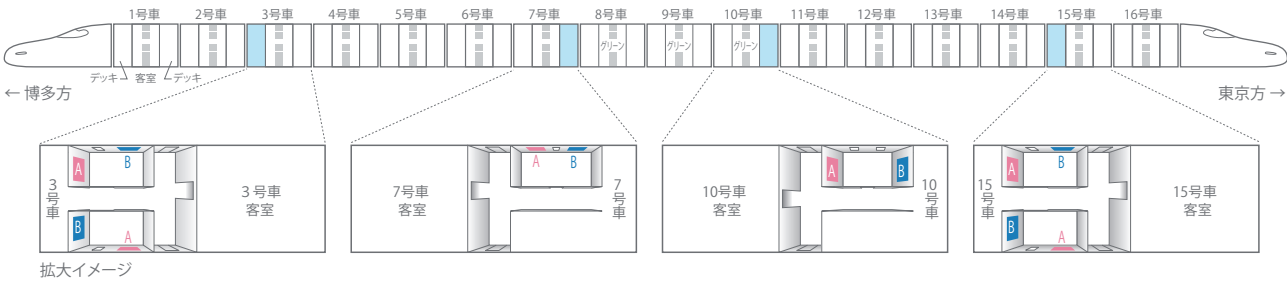 1号車 2号車 3号車 4号車 5号車 6号車 7号車 8号車 9号車 10号車 11号車 12号車 13号車 14号車 15号車 16号車
グリーン グリーン グリーン
デッキ 客室 デッキ
← 博多方 東京方 →
A B
3号車
3号車
客室
B A
7号車
客室
A B
7号車
10号車
客室
A B
10号車
A B
15号車
15号車
客室
B A
拡大イメージ